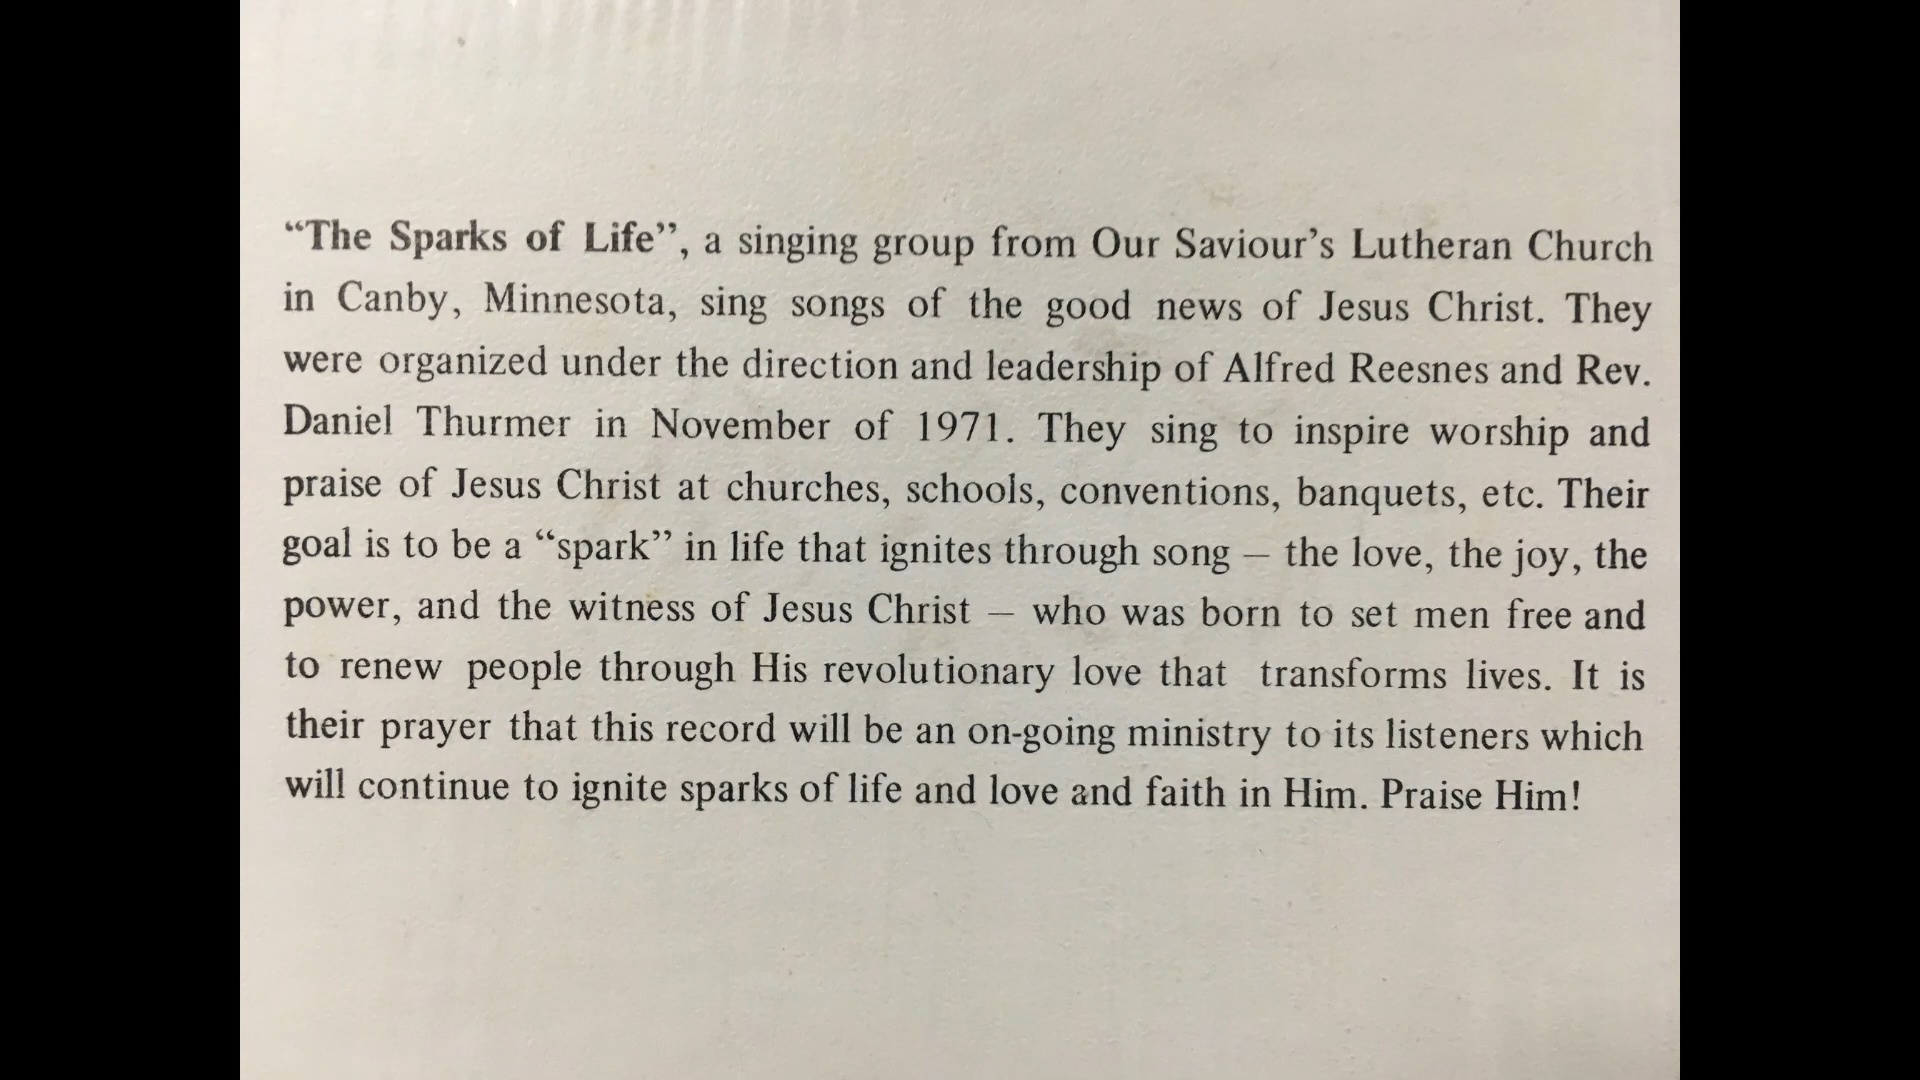 “The Sparks of Life”, a singing group from Our Saviour’s Lutheran Church
in Canby, Minnesota, sing songs of the good news of Jesus Christ. They
were organized under the direction and leadership of Alfred Reesnes and Rev.
Daniel Thurmer in November of 1971. They sing to inspire worship and
praise of Jesus Christ at churches, schools, conventions, banquets, etc. Their
goal is to be a “spark” in life that ignites through song — the love, the joy, the
power, and the witness of Jesus Christ — who was born to set men free and
to renew people through His revolutionary love that transforms lives. It is
their prayer that this record will be an on-going ministry to its listeners which
will continue to ignite sparks of life and love and faith in Him. Praise Him!